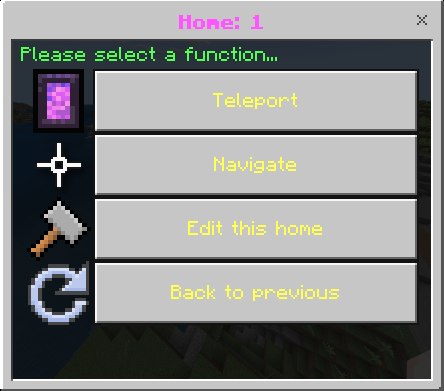 Home: 1
Please select a function...
Teleport
Navigate
Edit this home
Back to previous